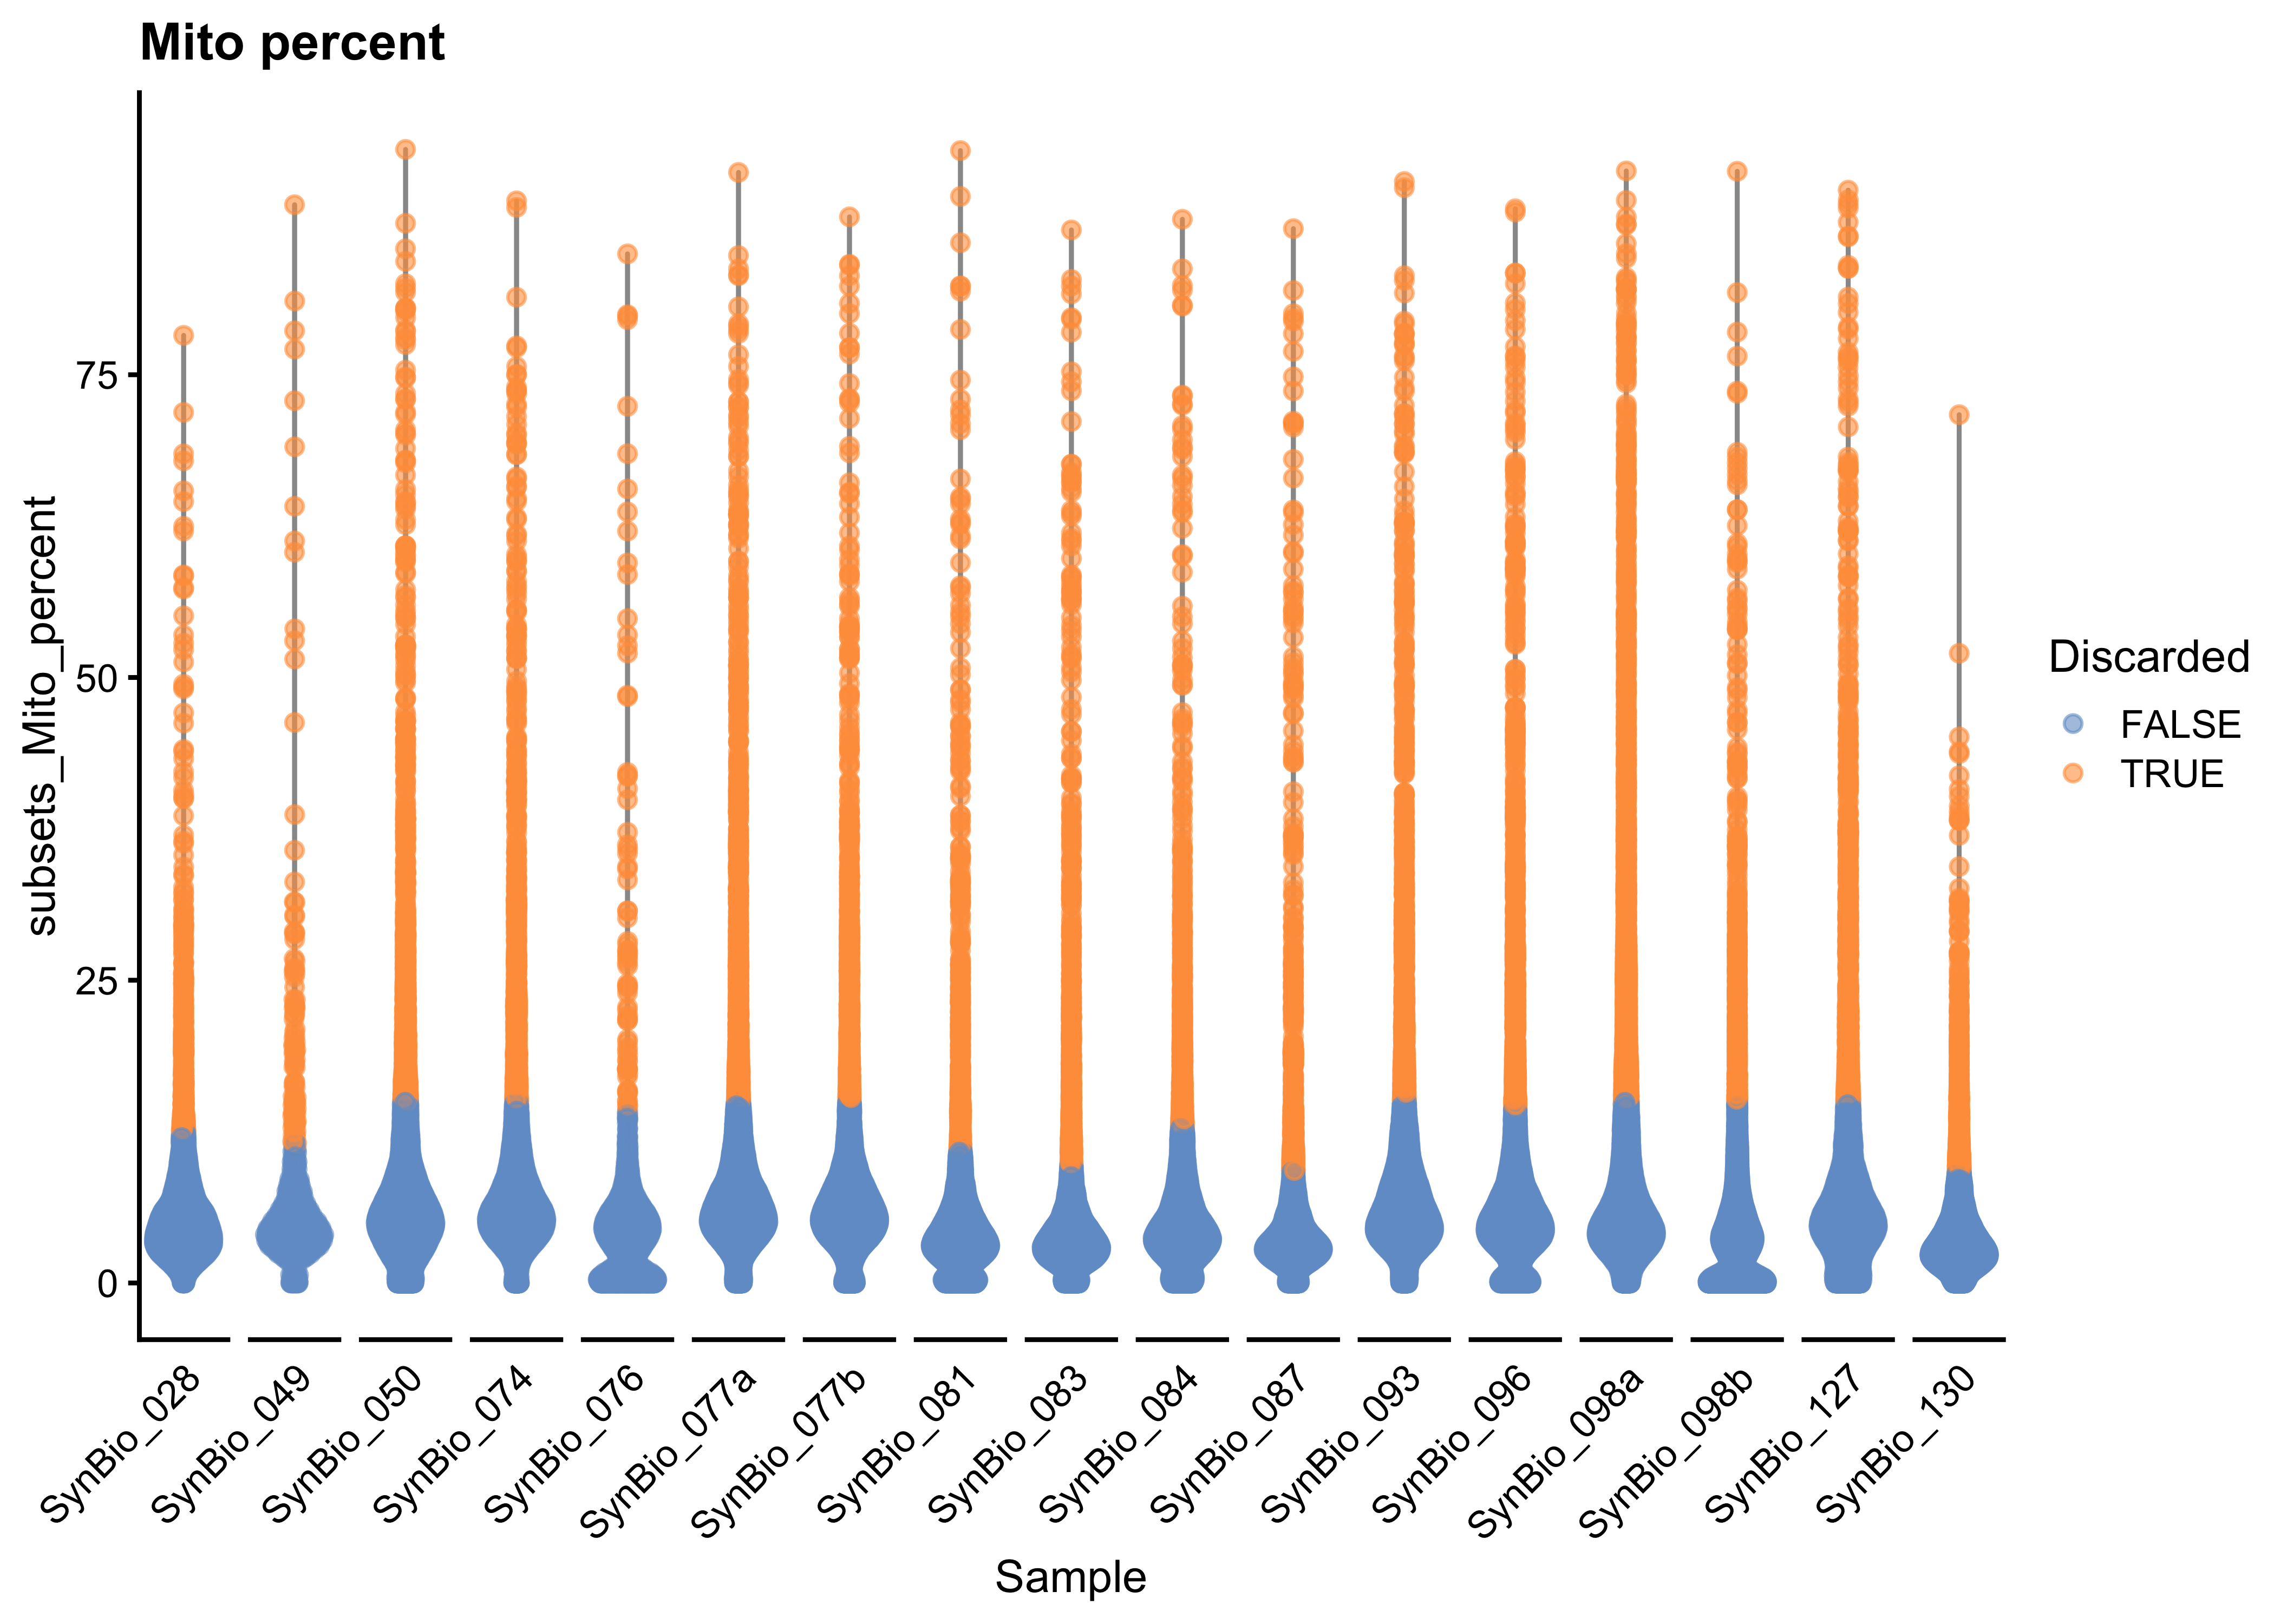 Mito percent
subsets_Mito_percent
75
50
25
0
SynBio_028
SynBio_049
SynBio_050
SynBio_074
SynBio_076
SynBio_077a
SynBio_077b
SynBio_081
SynBio_083
SynBio_084
SynBio_087
SynBio_093
SynBio_096
SynBio_098a
SynBio_098b
SynBio_127
SynBio_130
Sample
Discarded
FALSE
TRUE